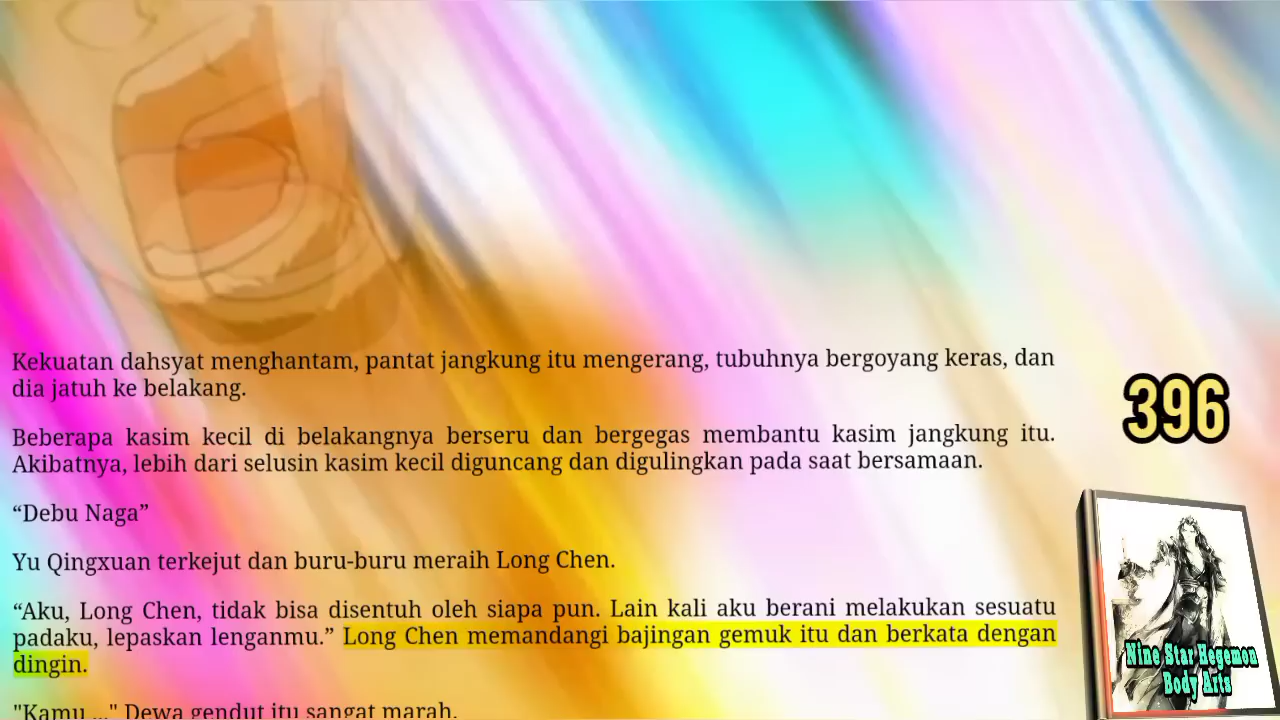 Kekuatan dahsyat menghantam, pantat jangkung itu mengerang, tubuhnya bergoyang keras, dan
dia jatuh ke belakang.
Beberapa kasim kecil di belakangnya berseru dan bergegas membantu kasim jangkung itu.
Akibatnya, lebih dari selusin kasim kecil diguncang dan digulingkan pada saat bersamaan.
“Debu Naga”
Yu Qingxuan terkejut dan buru-buru meraih Long Chen.
“Aku, Long Chen, tidak bisa disentuh oleh siapa pun. Lain kali aku berani melakukan sesuatu
padaku, lepaskan lenganmu.” Long Chen memandangi bajingan gemuk itu dan berkata dengan
dingin.
"Kamu ..." Dewa gendut itu sangat marah.
396
Nine Star Hegemon
Body Arts